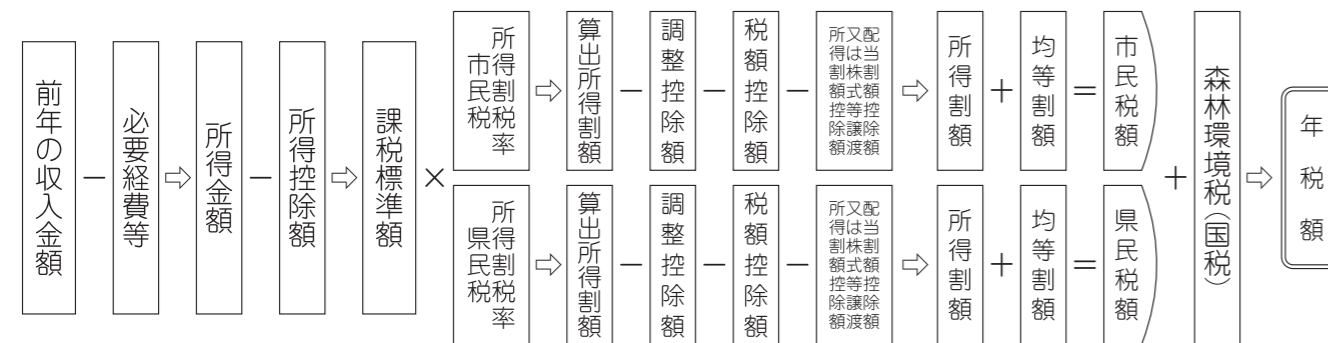 前年の収入金額
－
必要経費等
⇨
所得金額
－
所得控除額
⇨
課税標準額
×
市民税
所得割税率
⇨
算出所得割額
－
調整控除額
－
税額控除額
－
配当割額控除額
又は株式等譲渡
所得割額控除額
⇨
所得割額
＋
均等割額
＝
市民税額
県民税
所得割税率
⇨
算出所得割額
－
調整控除額
－
税額控除額
－
配当割額控除額
又は株式等譲渡
所得割額控除額
⇨
所得割額
＋
均等割額
＝
県民税額
＋
森林環境税（国税）
⇨
年税額